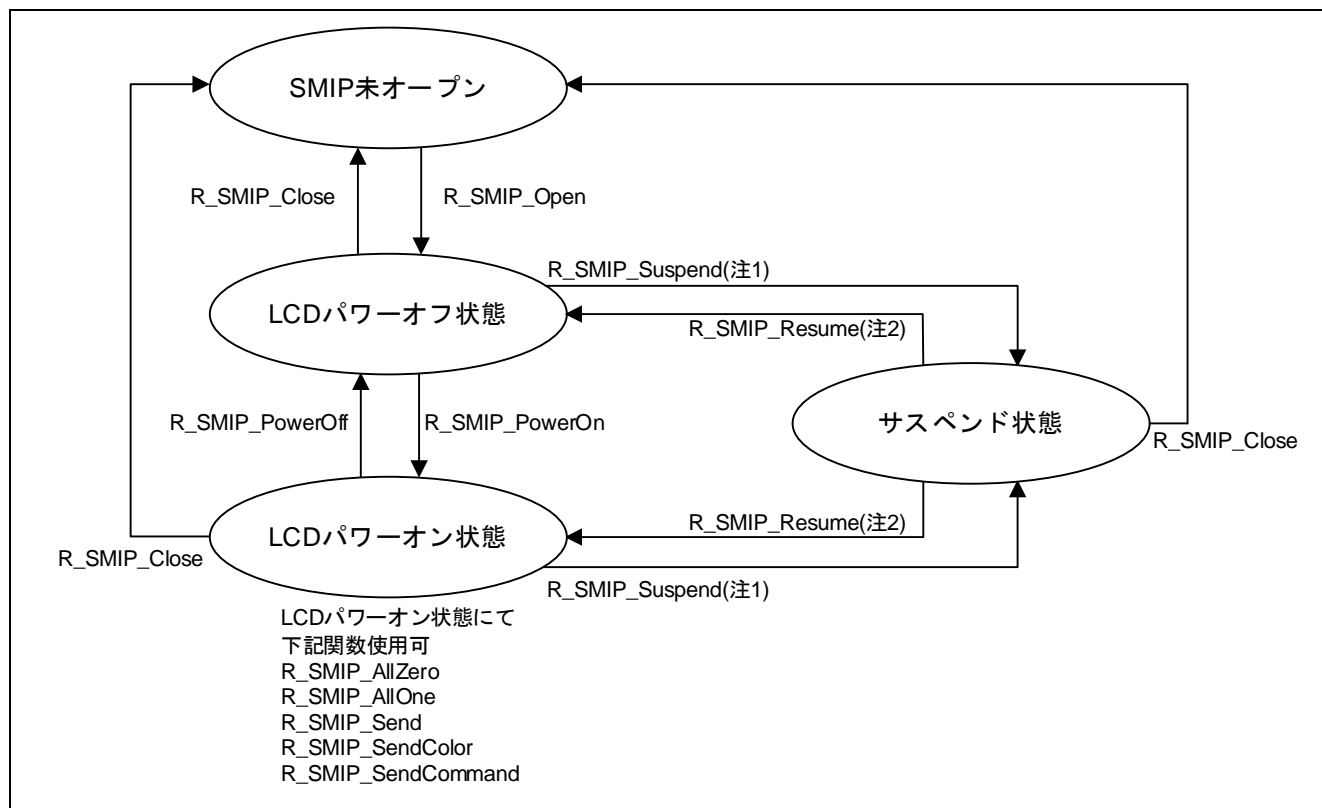 SMIP未オープン
R_SMIP_Close
R_SMIP_Open
R_SMIP_Suspend(注1)
LCDパワーオフ状態
R_SMIP_Resume(注2)
R_SMIP_PowerOff
R_SMIP_PowerOn
サスペンド状態
R_SMIP_Close
R_SMIP_Resume(注2)
LCDパワーオン状態
R_SMIP_Close
R_SMIP_Suspend(注1)
LCDパワーオン状態にて
下記関数使用可
R_SMIP_AllZero
R_SMIP_AllOne
R_SMIP_Send
R_SMIP_SendColor
R_SMIP_SendCommand